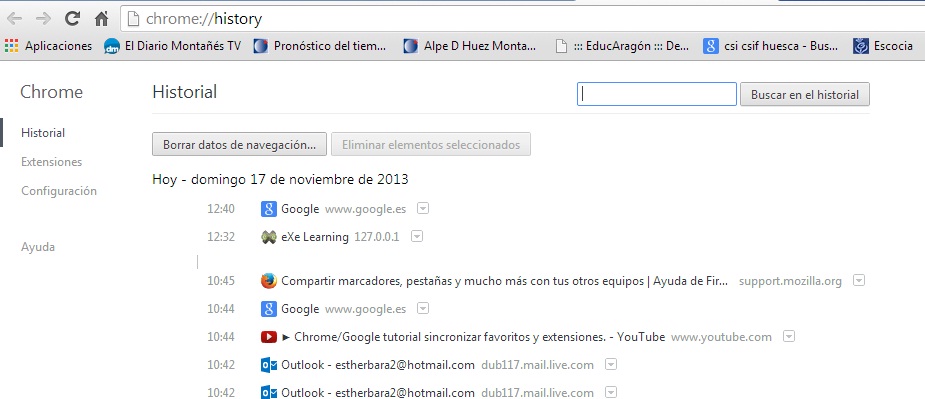 chrome://history
Aplicaciones El Diario Montañés TV Pronóstico del tiem... Alpe D Huez Monta... ::: EducAragón ::: De... csi csif huesca - Bus... Escocia
Chrome Historial Buscar en el historial
Historial
Borrar datos de navegación... Eliminar elementos seleccionados
Extensiones
Hoy - domingo 17 de noviembre de 2013
Configuración
12:40 Google www.google.es
12:32 eXe Learning 127.0.0.1
Ayuda
10:45 Compartir marcadores, pestañas y mucho más con tus otros equipos | Ayuda de Fir... support.mozilla.org
10:44 Google www.google.es
10:44 ► Chrome/Google tutorial sincronizar favoritos y extensiones. - YouTube www.youtube.com
10:42 Outlook - estherbara2@hotmail.com dub117.mail.live.com
10:42 Outlook - estherbara2@hotmail.com dub117.mail.live.com